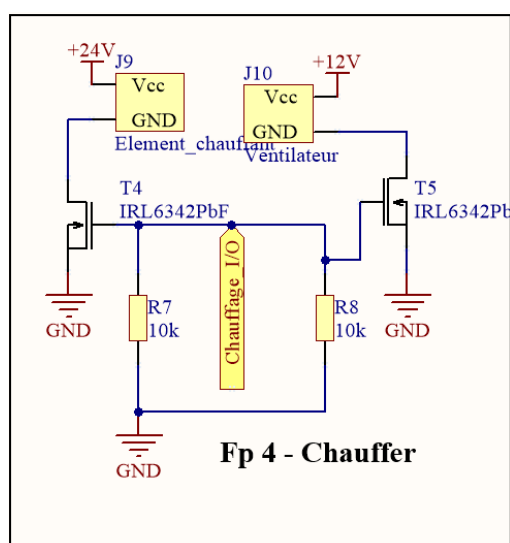 +24V
J9
Vcc
GND
Element_chauffant
J10
+12V
Vcc
GND
Ventilateur
T4
IRL6342PbF
T5
IRL6342Pb
Chauffage_I/O
R7
10k
R8
10k
GND
GND
GND
Fp 4 - Chauffer